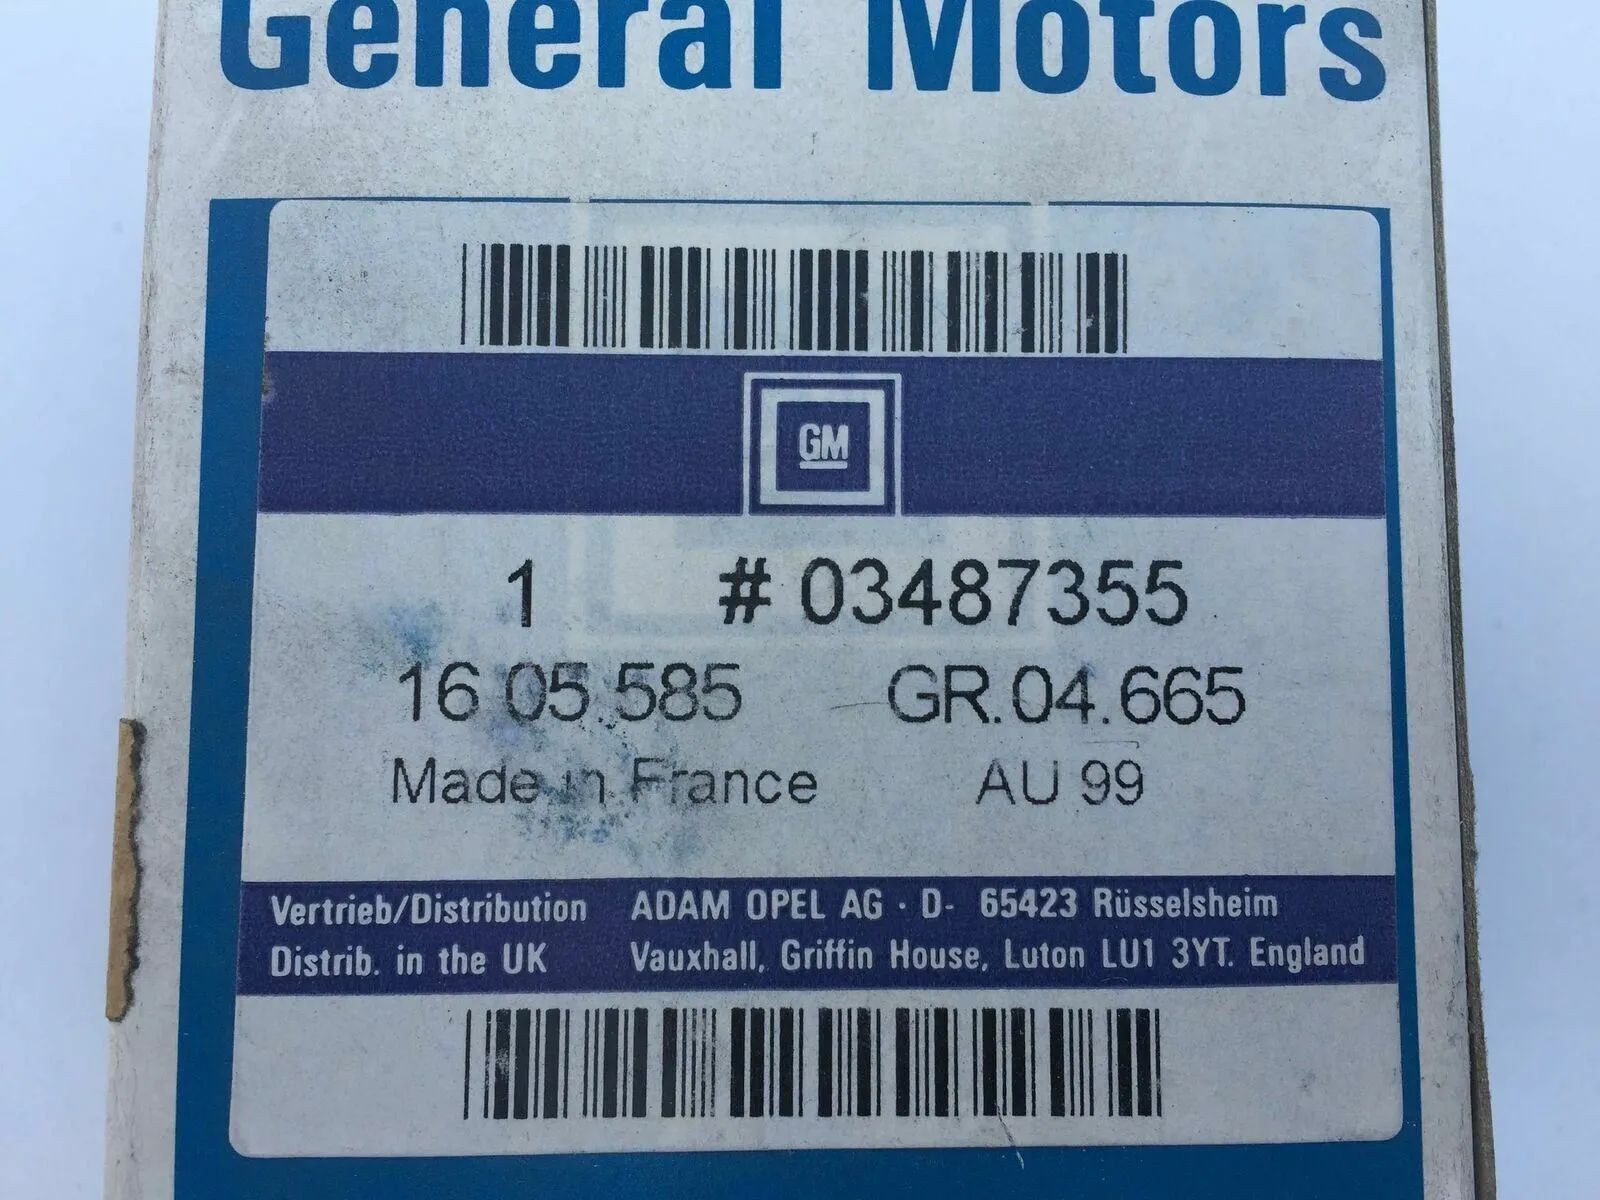 General Motors
GM
1 # 03487355
16 05.585 GR.04.665
Made in France AU 99
Vertrieb/Distribution ADAM OPEL AG · D- 65423 Rüsselsheim
Distrib. in the UK Vauxhall, Griffin House, Luton LU1 3YT. England